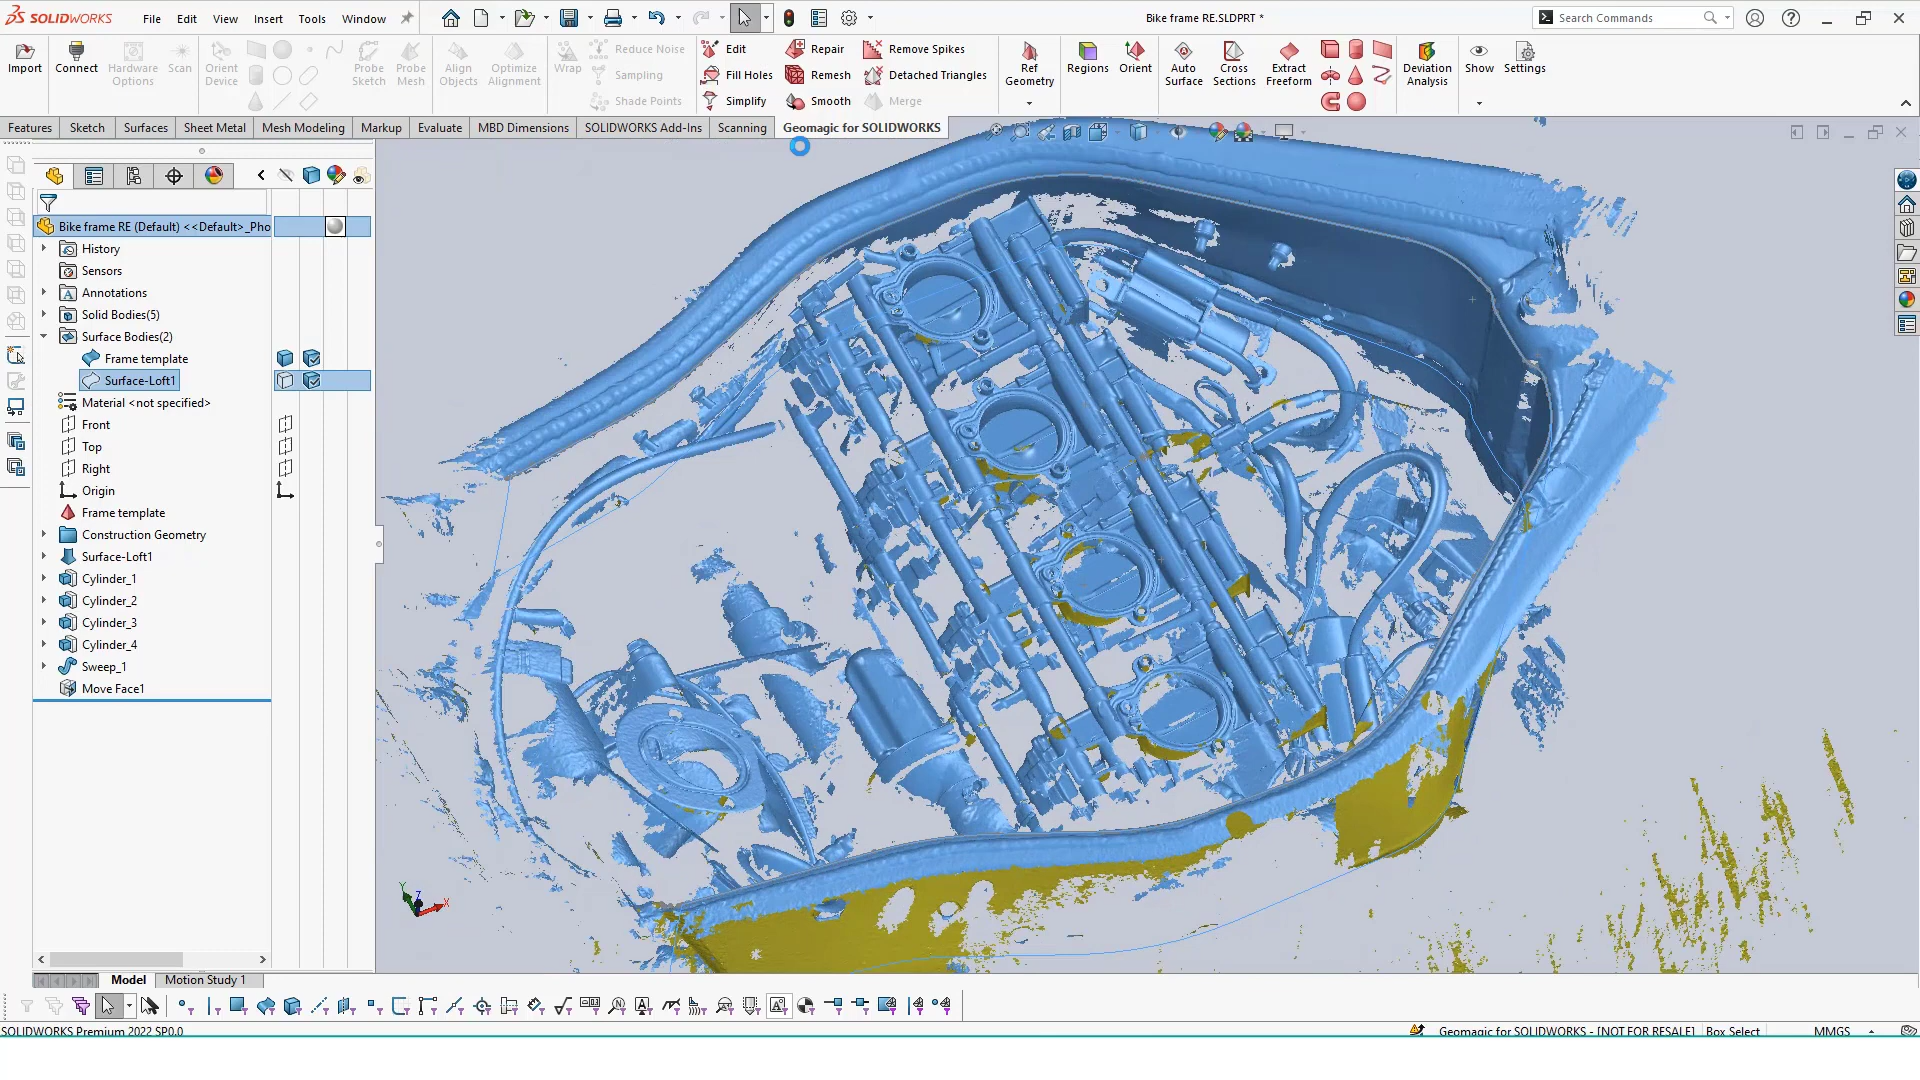 SOLIDWORKS
File Edit View Insert Tools Window
Bike frame RE.SLDPRT *
Search Commands
Import
Connect
Hardware Options
Scan
Orient Device
Probe Sketch
Probe Mesh
Align Objects
Optimize Alignment
Wrap
Reduce Noise
Sampling
Shade Points
Edit
Fill Holes
Simplify
Repair
Remesh
Smooth
Remove Spikes
Detached Triangles
Merge
Ref Geometry
Regions
Orient
Auto Surface
Cross Sections
Extract Freeform
Deviation Analysis
Show
Settings
Features Sketch Surfaces Sheet Metal Mesh Modeling Markup Evaluate MBD Dimensions SOLIDWORKS Add-Ins Scanning Geomagic for SOLIDWORKS
Bike frame RE (Default) <<Default>_Pho
History
Sensors
Annotations
Solid Bodies(5)
Surface Bodies(2)
Frame template
Surface-Loft1
Material <not specified>
Front
Top
Right
Origin
Frame template
Construction Geometry
Surface-Loft1
Cylinder_1
Cylinder_2
Cylinder_3
Cylinder_4
Sweep_1
Move Face1
Y Z X
Model Motion Study 1
SOLIDWORKS Premium 2022 SP0.0
Geomagic for SOLIDWORKS - [NOT FOR RESALE] Box Select MMGS